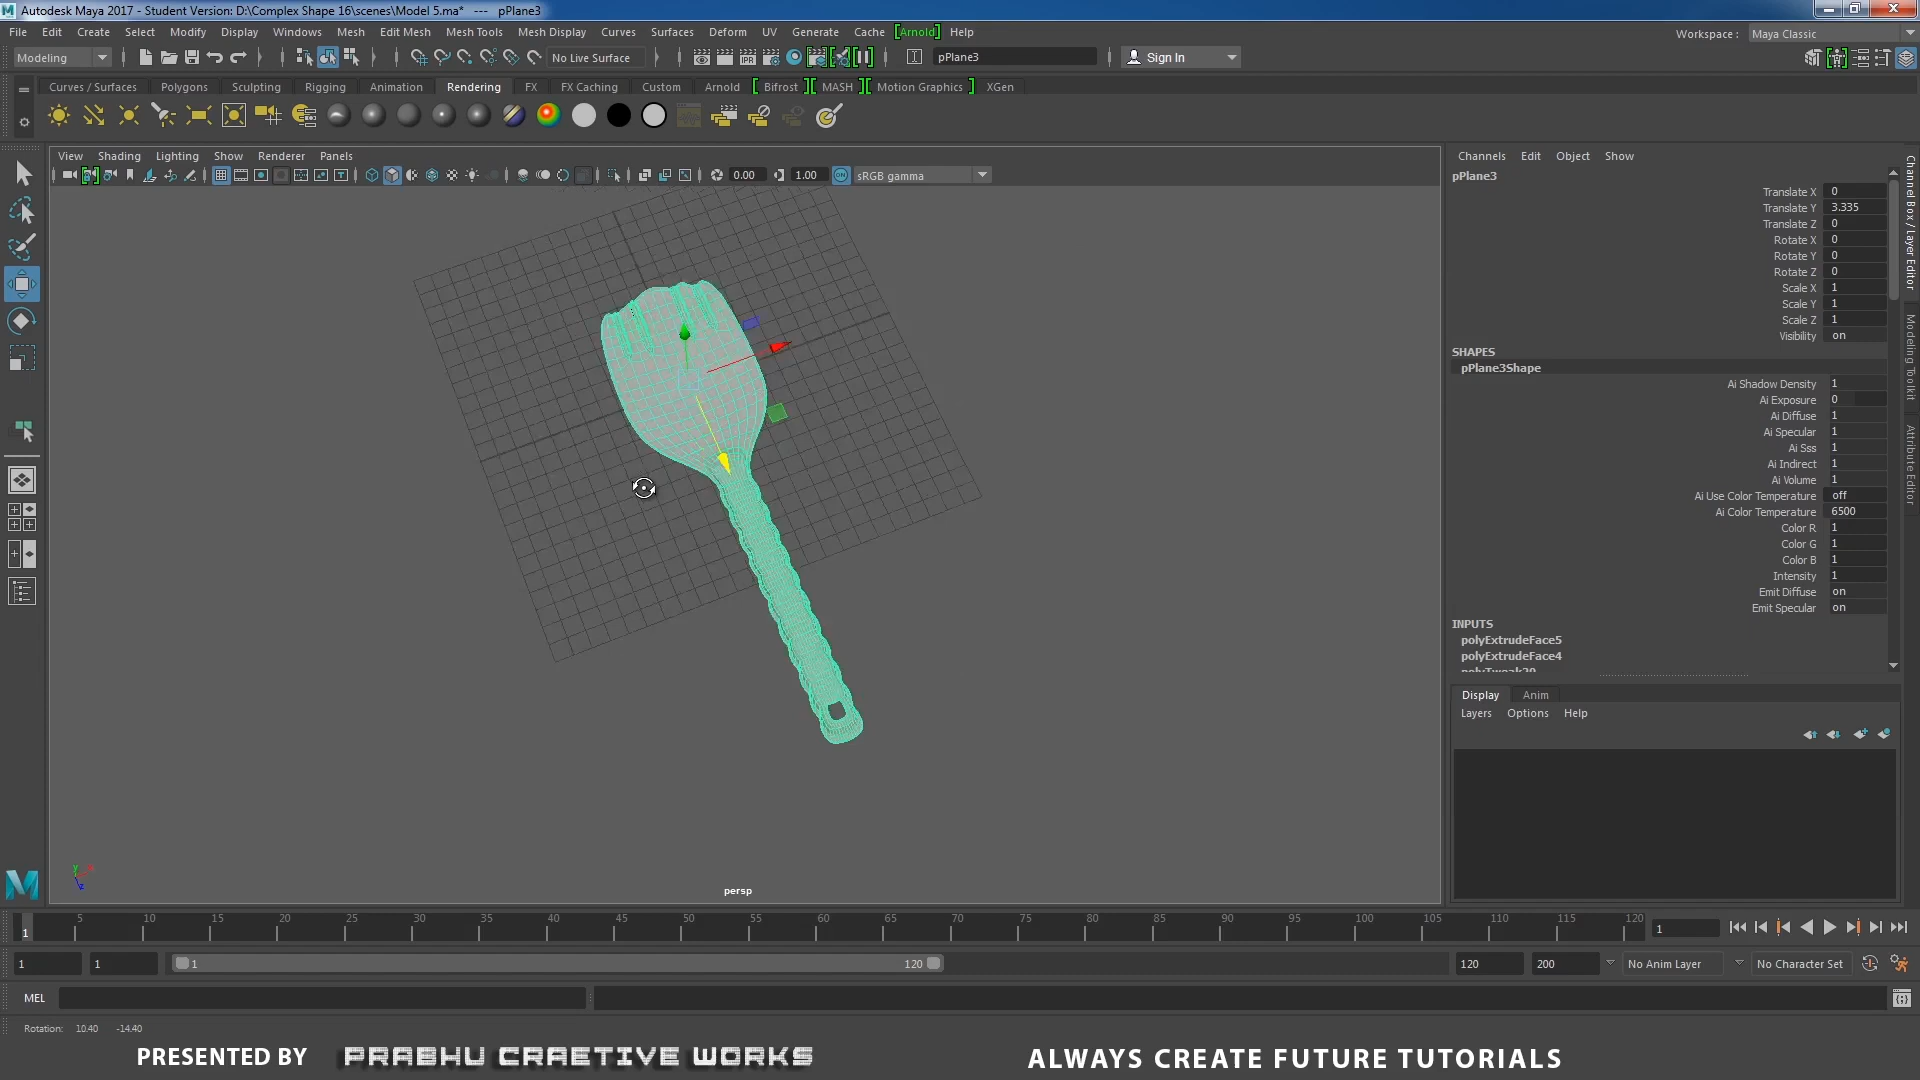 Autodesk Maya 2017 - Student Version: D:\Complex Shape 16\scenes\Model 5.ma*   ---   pPlane3
File Edit Create Select Modify Display Windows Mesh Edit Mesh Mesh Tools Mesh Display Curves Surfaces Deform UV Generate Cache [Arnold] Help
Workspace : Maya Classic
Modeling
No Live Surface
pPlane3
Sign In
Curves / Surfaces Polygons Sculpting Rigging Animation Rendering FX FX Caching Custom Arnold [ Bifrost ] [ MASH ] [ Motion Graphics ] XGen
View Shading Lighting Show Renderer Panels
0.00 1.00 sRGB gamma
persp
Channels Edit Object Show
pPlane3
Translate X 0
Translate Y 3.335
Translate Z 0
Rotate X 0
Rotate Y 0
Rotate Z 0
Scale X 1
Scale Y 1
Scale Z 1
Visibility on
SHAPES
pPlane3Shape
Ai Shadow Density 1
Ai Exposure 0
Ai Diffuse 1
Ai Specular 1
Ai Sss 1
Ai Indirect 1
Ai Volume 1
Ai Use Color Temperature off
Ai Color Temperature 6500
Color R 1
Color G 1
Color B 1
Intensity 1
Emit Diffuse on
Emit Specular on
INPUTS
polyExtrudeFace5
polyExtrudeFace4
Channel Box / Layer Editor
Modeling Toolkit
Attribute Editor
Display Anim
Layers Options Help
5 10 15 20 25 30 35 40 45 50 55 60 65 70 75 80 85 90 95 100 105 110 115 120
1
1
1 1 1 120 120 200 No Anim Layer No Character Set
MEL
Rotation: 10.40 -14.40
PRESENTED BY PRABHU CRAETIVE WORKS
ALWAYS CREATE FUTURE TUTORIALS